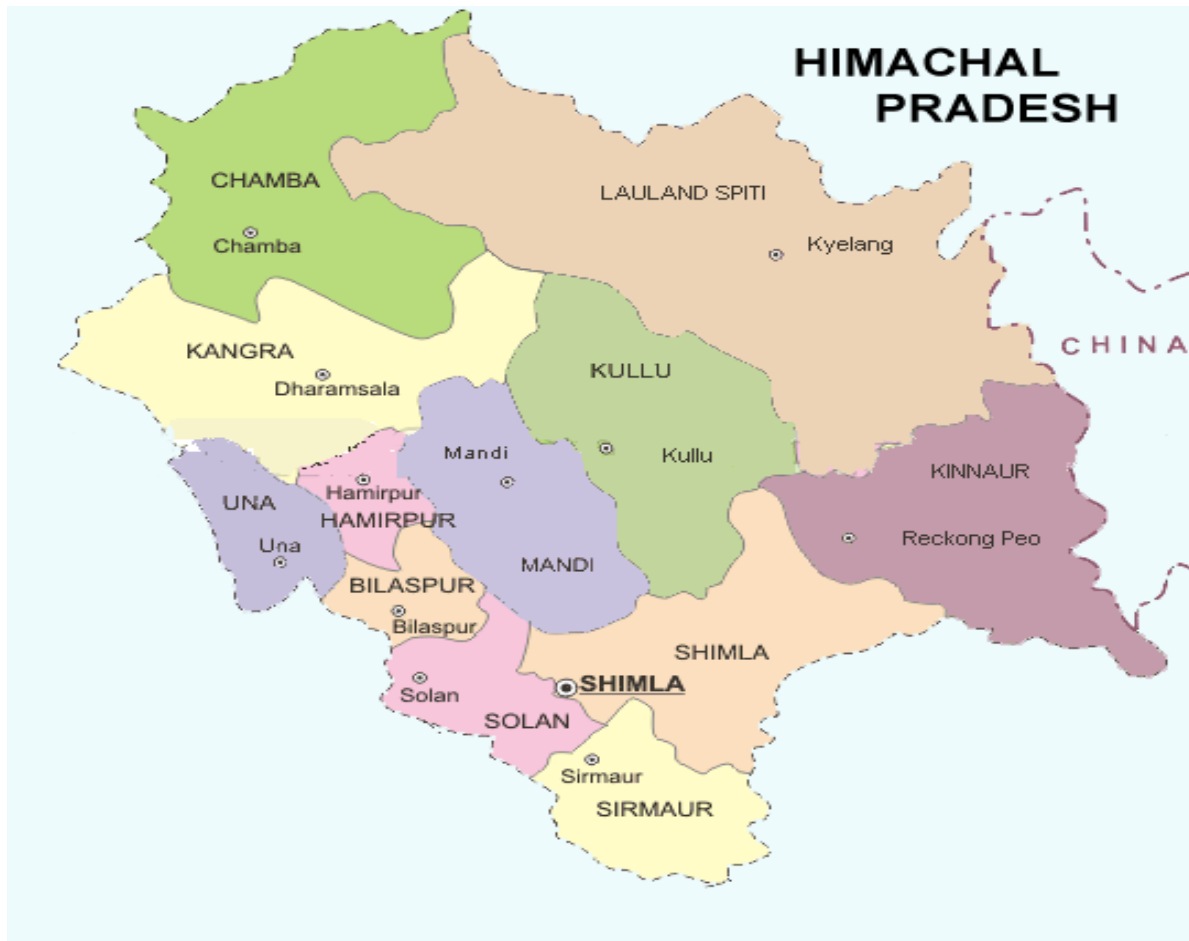 HIMACHAL
PRADESH
CHAMBA
Chamba
LAULAND SPITI
Kyelang
CHINA
KANGRA
Dharamsala
KULLU
Kullu
Mandi
MANDI
KINNAUR
Reckong Peo
UNA
Una
Hamirpur
HAMIRPUR
BILASPUR
Bilaspur
SHIMLA
SHIMLA
Solan
SOLAN
Sirmaur
SIRMAUR